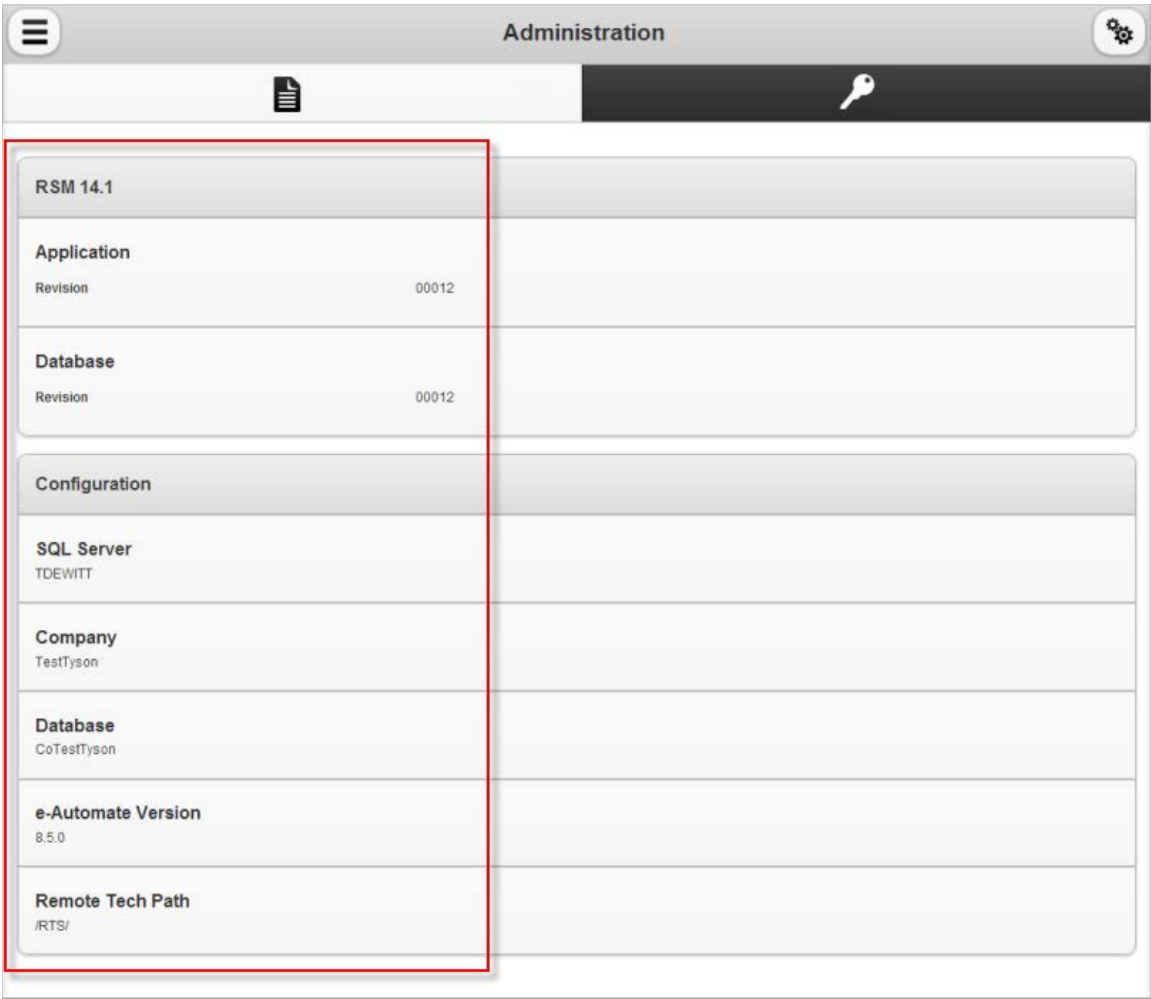 Administration
RSM 14.1
Application
Revision 00012
Database
Revision 00012
Configuration
SQL Server
TDEWITT
Company
TestTyson
Database
CoTestTyson
e-Automate Version
8.5.0
Remote Tech Path
/RTS/